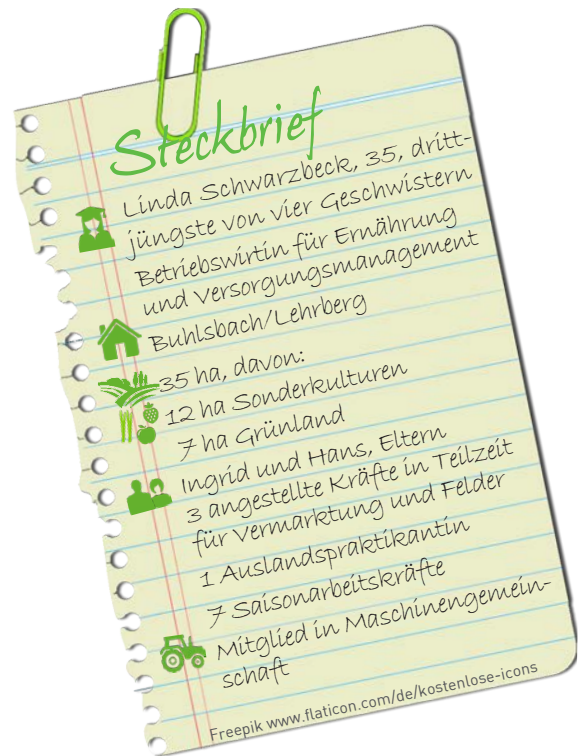 Steckbrief
Linda Schwarzbeck, 35, dritt-
jüngste von vier Geschwistern
Betriebswirtin für Ernährung
und Versorgungsmanagement
Buhlsbach/Lehrberg
35 ha, davon:
12 ha Sonderkulturen
7 ha Grünland
Ingrid und Hans, Eltern
3 angestellte Kräfte in Teilzeit
für Vermarktung und Felder
1 Auslandspraktikantin
7 Saisonarbeitskräfte
Mitglied in Maschinengemein-
schaft
Freepik www.flaticon.com/de/kostenlose-icons